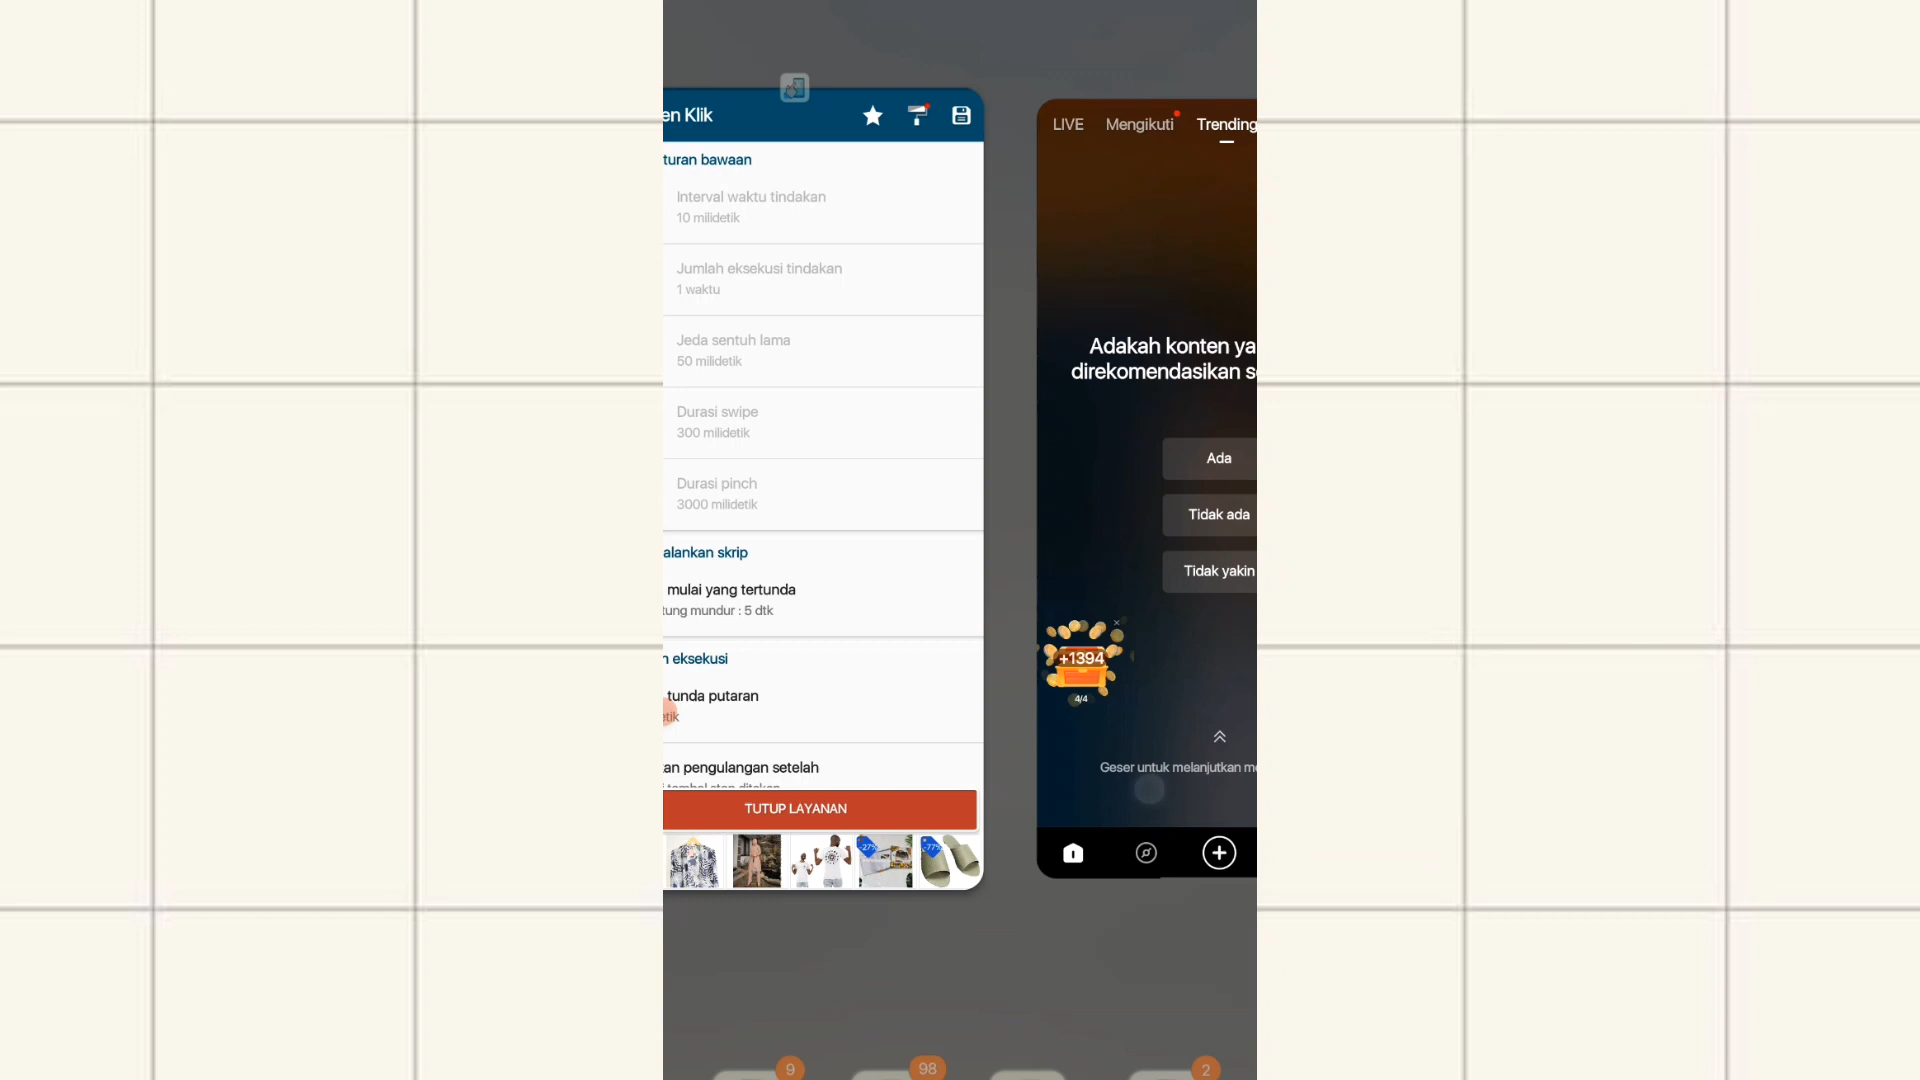 en Klik
turan bawaan
Interval waktu tindakan
10 milidetik
Jumlah eksekusi tindakan
1 waktu
Jeda sentuh lama
50 milidetik
Durasi swipe
300 milidetik
Durasi pinch
3000 milidetik
alankan skrip
mulai yang tertunda
tung mundur : 5 dtk
n eksekusi
tunda putaran
etik
an pengulangan setelah
TUTUP LAYANAN
-27%
-77%
LIVE Mengikuti Trending
Adakah konten ya
direkomendasikan s
Ada
Tidak ada
Tidak yakin
+1394
4/4
Geser untuk melanjutkan m
9
98
2